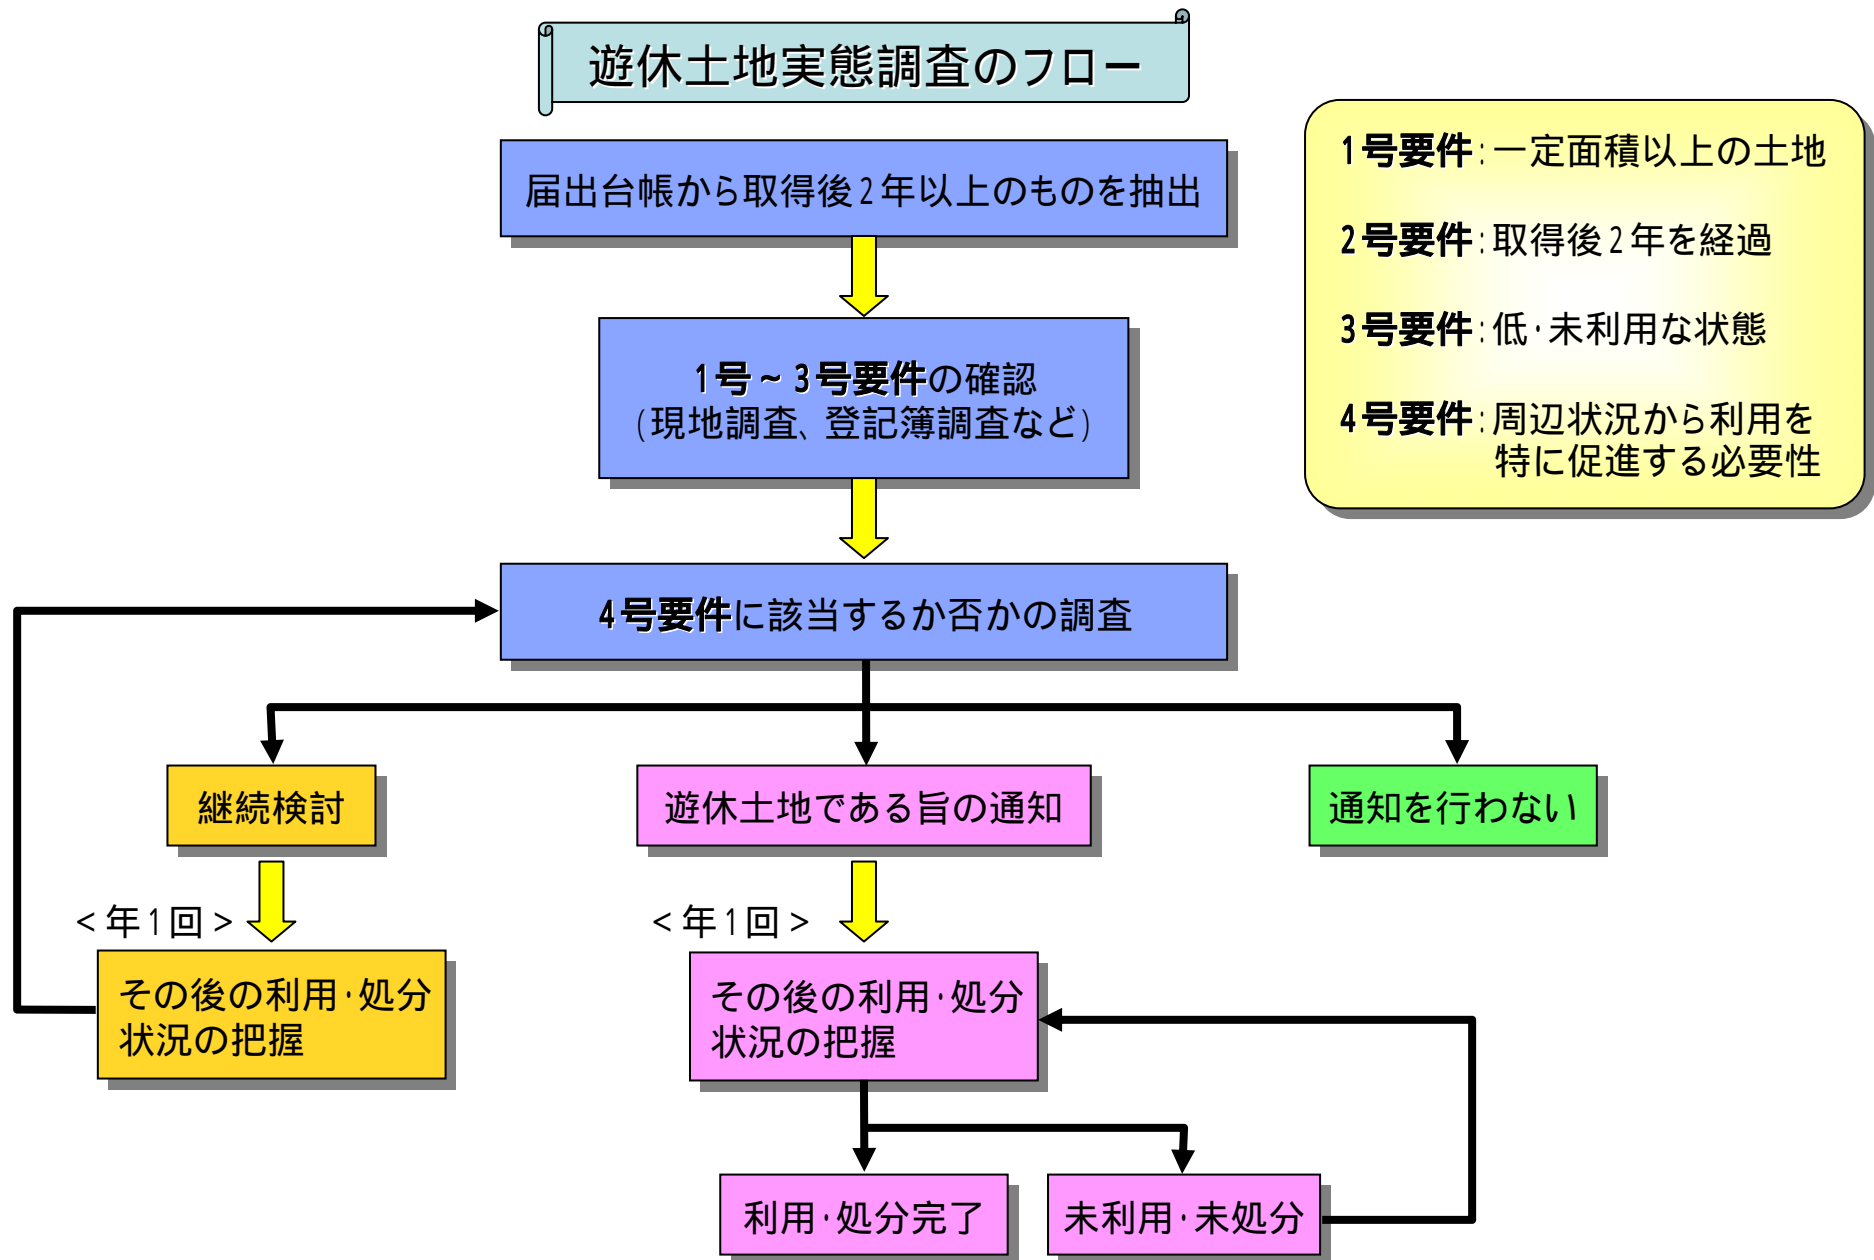 遊休土地実態調査のフロー
届出台帳から取得後2年以上のものを抽出
1号~3号要件の確認
(現地調査、登記簿調査など)
4号要件に該当するか否かの調査
1号要件:一定面積以上の土地
2号要件:取得後2年を経過
3号要件:低・未利用な状態
4号要件:周辺状況から利用を
特に促進する必要性
継続検討
遊休土地である旨の通知
通知を行わない
<年1回>
<年1回>
その後の利用・処分
状況の把握
その後の利用・処分
状況の把握
利用・処分完了
未利用・未処分